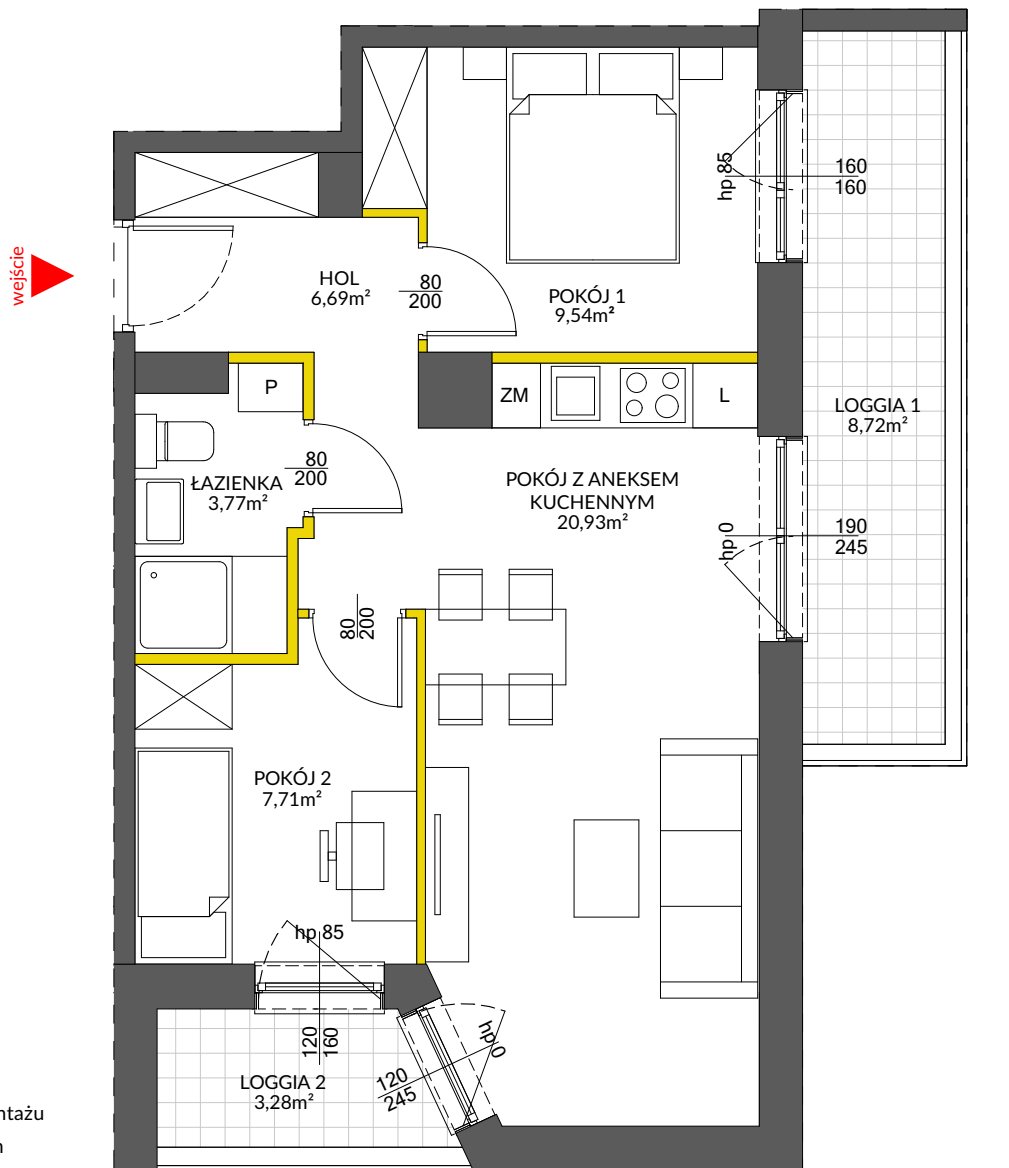 hp 85
160
160
wejście
HOL
6,69m²
80
200
POKÓJ 1
9,54m²
P
ZM
L
LOGGIA 1
8,72m²
80
200
ŁAZIENKA
3,77m²
POKÓJ Z ANEKSEM
KUCHENNYM
20,93m²
hp 0
190
245
80
200
POKÓJ 2
7,71m²
hp 85
120
160
hp 0
120
245
LOGGIA 2
3,28m²